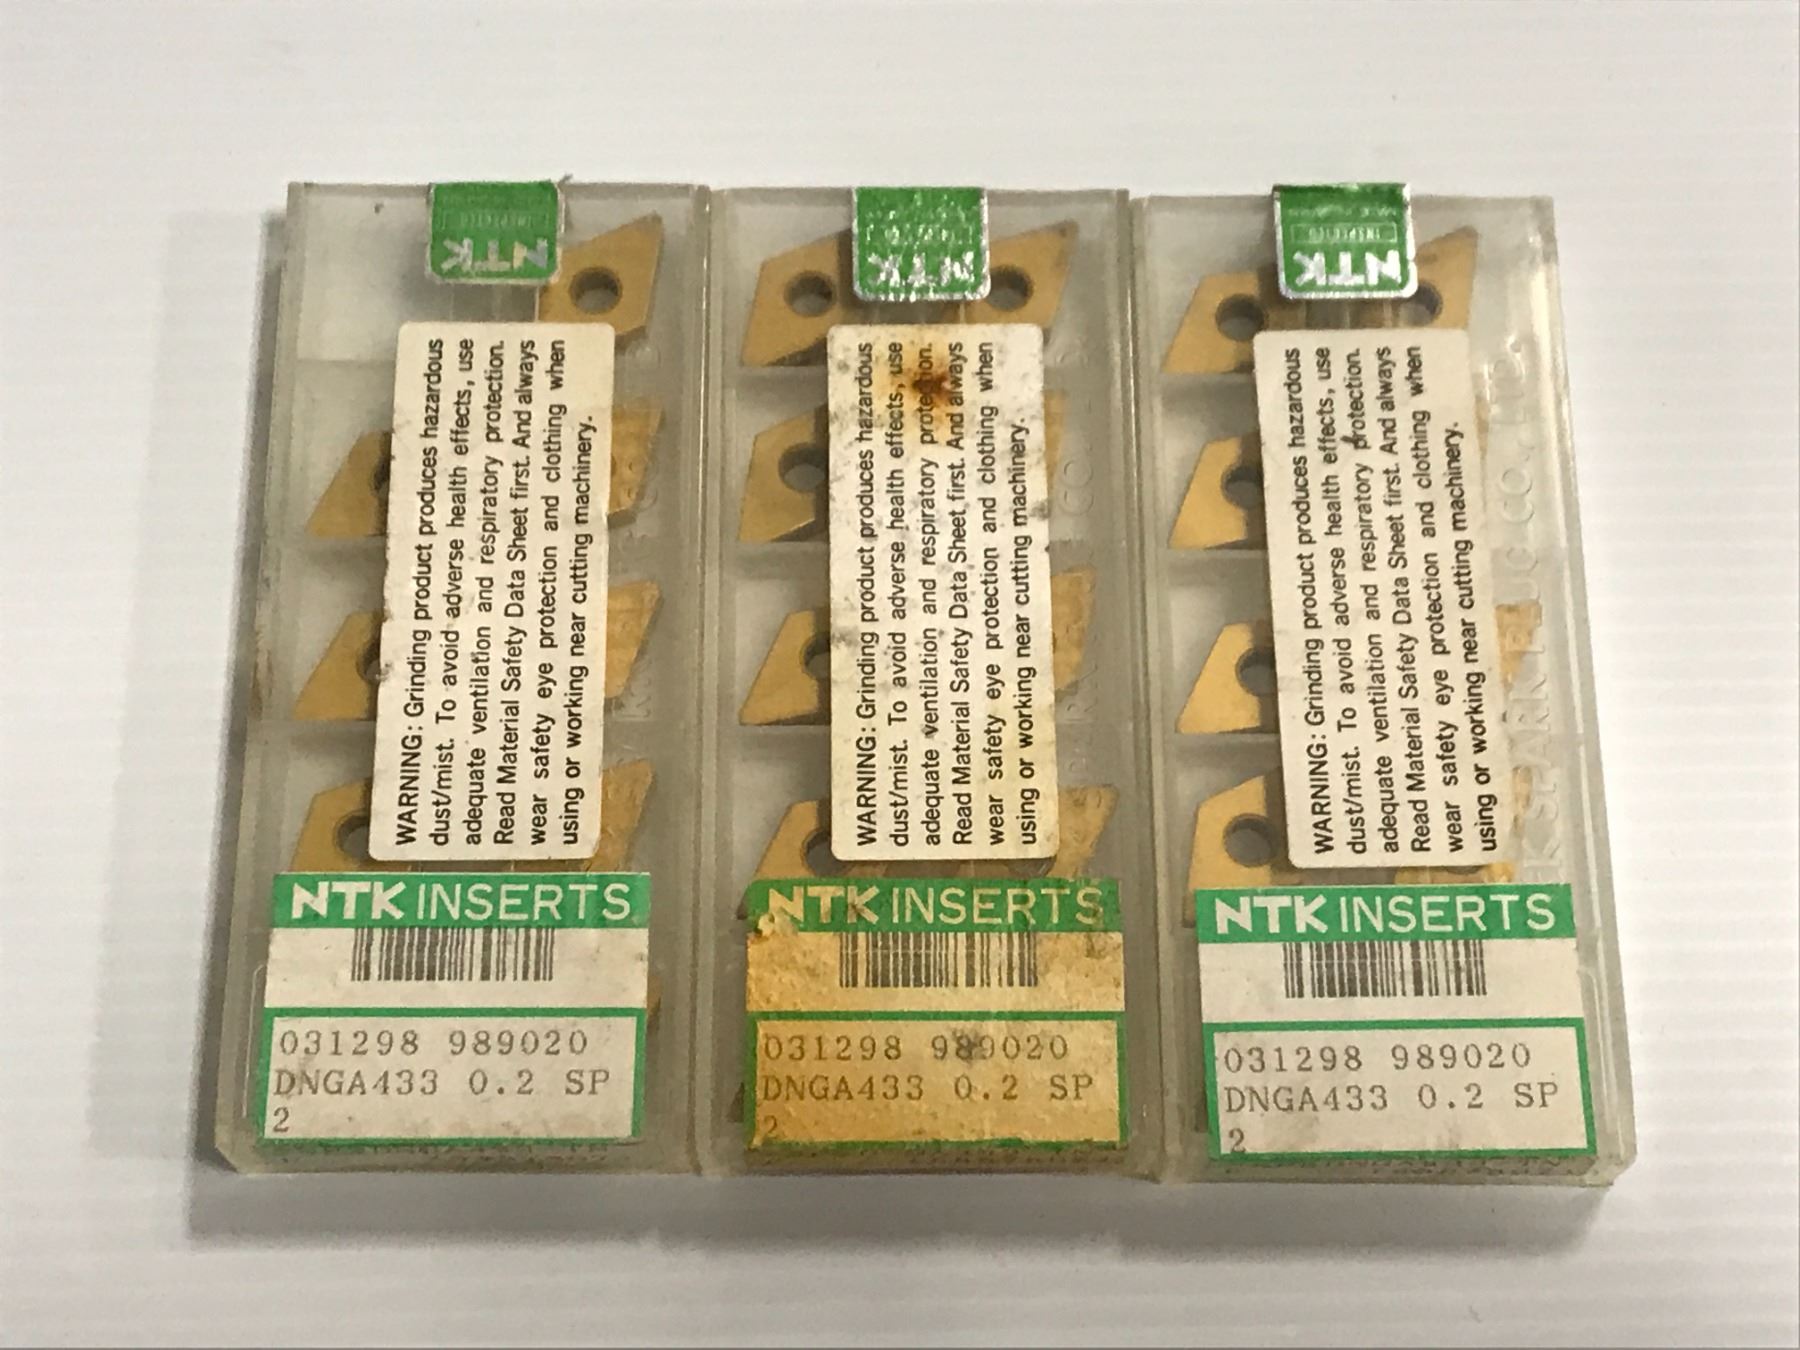 NTK
INSPECTED
WARNING: Grinding product produces hazardous
dust/mist. To avoid adverse health effects, use
adequate ventilation and respiratory protection.
Read Material Safety Data Sheet first. And always
wear safety eye protection and clothing when
using or working near cutting machinery.
NTK INSERTS
031298 989020
DNGA433 0.2 SP
2
NTK
WARNING: Grinding product produces hazardous
dust/mist. To avoid adverse health effects, use
adequate ventilation and respiratory protection.
Read Material Safety Data Sheet first. And always
wear safety eye protection and clothing when
using or working near cutting machinery.
NTK INSERTS
031298 989020
DNGA433 0.2 SP
2
NTK
INSPECTED
WARNING: Grinding product produces hazardous
dust/mist. To avoid adverse health effects, use
adequate ventilation and respiratory protection.
Read Material Safety Data Sheet first. And always
wear safety eye protection and clothing when
using or working near cutting machinery.
SPARK PLUG CO.,
NTK INSERTS
031298 989020
DNGA433 0.2 SP
2